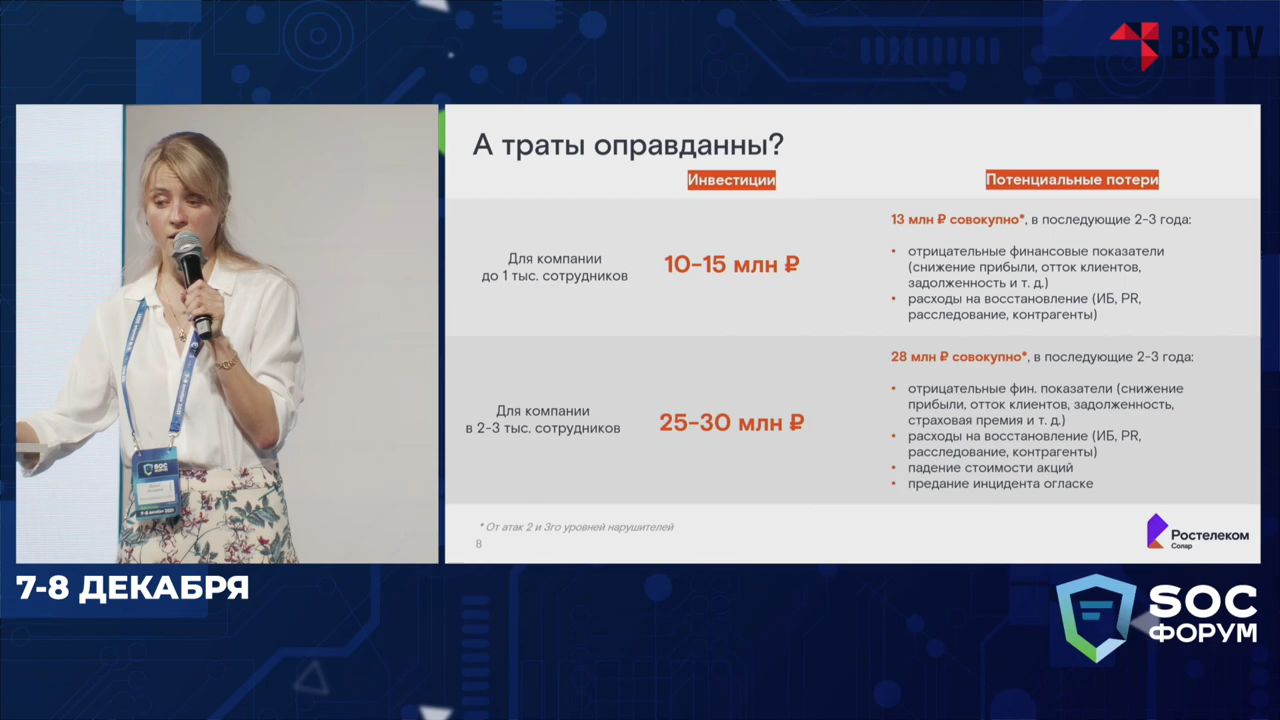 BIS TV
А траты оправданны?
Инвестиции
Потенциальные потери
Для компании
до 1 тыс. сотрудников
10-15 млн ₽
13 млн ₽ совокупно*, в последующие 2-3 года:
• отрицательные финансовые показатели
(снижение прибыли, отток клиентов,
задолженность и т. д.)
• расходы на восстановление (ИБ, PR,
расследование, контрагенты)
Для компании
в 2-3 тыс. сотрудников
25-30 млн ₽
28 млн ₽ совокупно*, в последующие 2-3 года:
• отрицательные фин. показатели (снижение
прибыли, отток клиентов, задолженность,
страховая премия и т. д.)
• расходы на восстановление (ИБ, PR,
расследование, контрагенты)
• падение стоимости акций
• предание инцидента огласке
* От атак 2 и 3го уровней нарушителей
8
Ростелеком
Солар
SOC
ФОРУМ
7-8 ДЕКАБРЯ
SOC
ФОРУМ